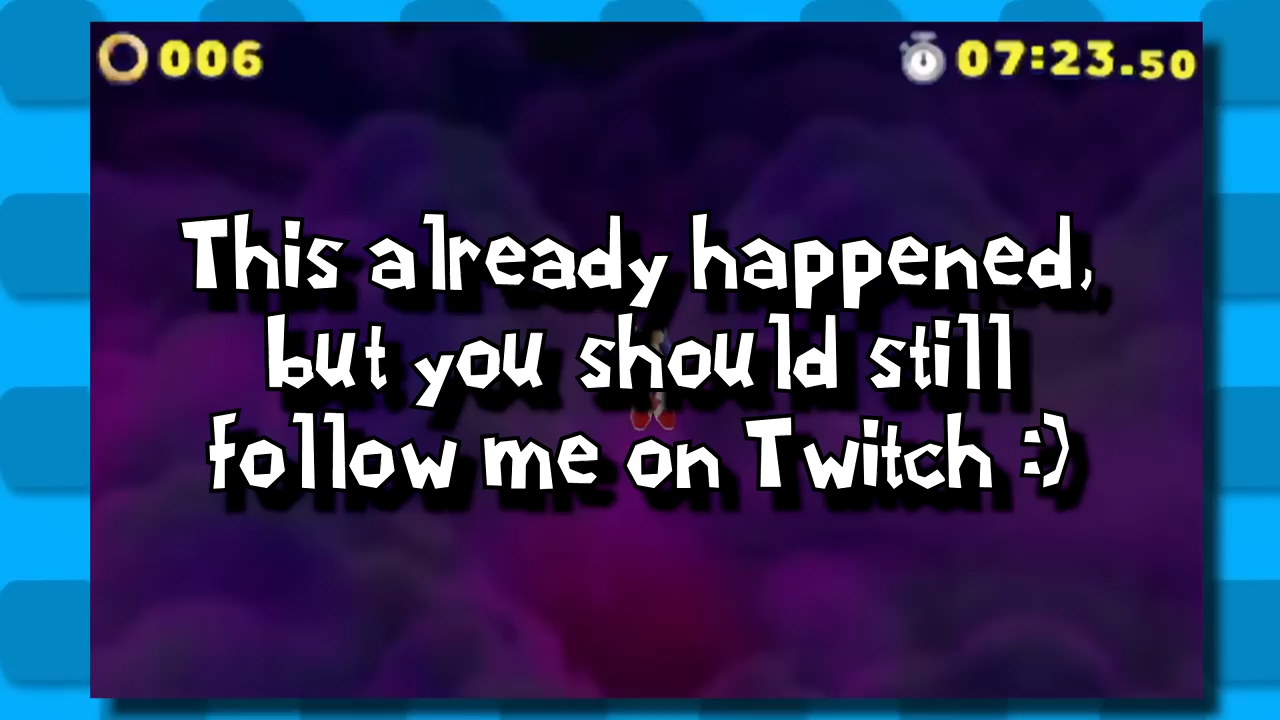 006 07:23.50
This already happened,
but you should still
follow me on Twitch :)